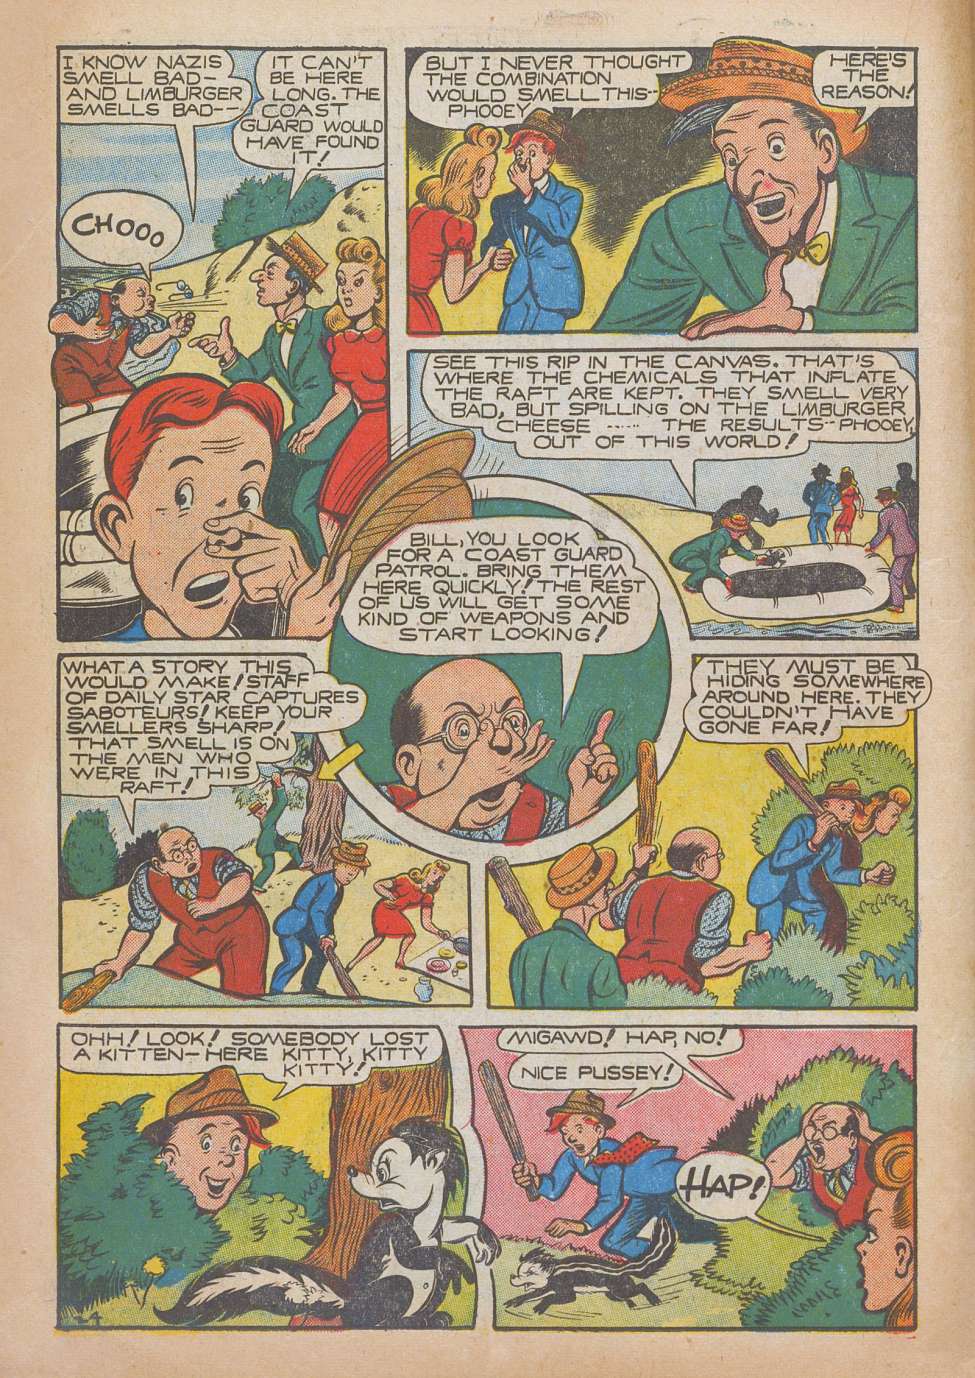 I KNOW NAZIS
SMELL BAD—
AND LIMBURGER
SMELLS BAD--
IT CAN'T
BE HERE
LONG. THE
COAST
GUARD WOULD
HAVE FOUND
IT!
CHOOO
BUT I NEVER THOUGHT
THE COMBINATION
WOULD SMELL THIS--
PHOOEY
HERE'S
THE
REASON!
SEE THIS RIP IN THE CANVAS. THAT'S
WHERE THE CHEMICALS THAT INFLATE
THE RAFT ARE KEPT. THEY SMELL VERY
BAD, BUT SPILLING ON THE LIMBURGER
CHEESE ----- THE RESULTS--PHOOEY,
OUT OF THIS WORLD!
BILL, YOU LOOK
FOR A COAST GUARD
PATROL. BRING THEM
HERE QUICKLY! THE REST
OF US WILL GET SOME
KIND OF WEAPONS AND
START LOOKING!
WHAT A STORY THIS
WOULD MAKE! STAFF
OF DAILY STAR CAPTURES
SABOTEURS! KEEP YOUR
SMELLERS SHARP!
THAT SMELL IS ON
THE MEN WHO
WERE IN THIS
RAFT!
THEY MUST BE
HIDING SOMEWHERE
AROUND HERE. THEY
COULDN'T HAVE
GONE FAR!
OHH! LOOK! SOMEBODY LOST
A KITTEN—HERE KITTY, KITTY
KITTY!
MIGAWD! HAP, NO!
NICE PUSSEY!
HAP!